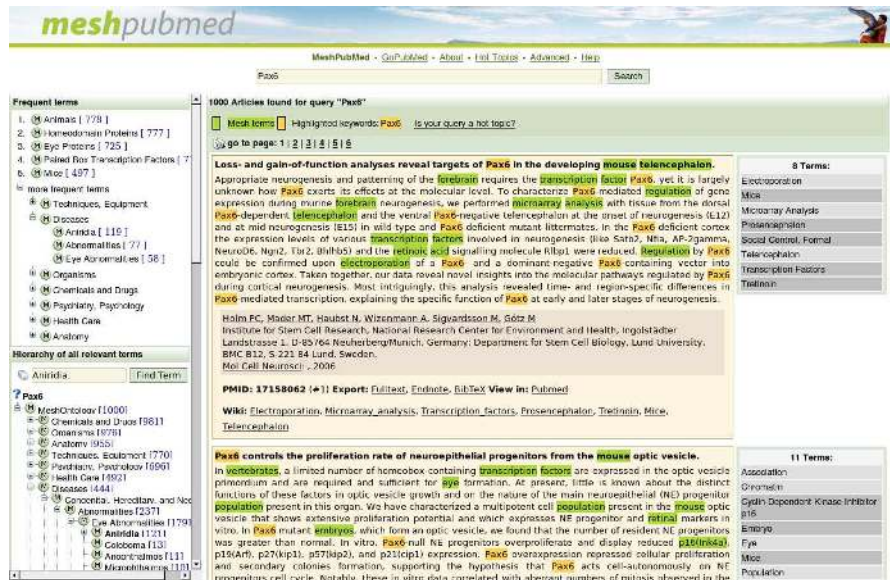 meshpubmed
MeshPubMed - GoPubMed - About - Hot Topics - Advanced - Help
Pax6 Search
Frequent terms
1. Animals [ 778 ]
2. Homeodomain Proteins [ 777 ]
3. Eye Proteins [ 725 ]
4. Paired Box Transcription Factors [ 7
5. Mice [ 497 ]
more frequent terms
Techniques, Equipment
Diseases
Aniridia [ 119 ]
Abnormalities [ 77 ]
Eye Abnormalities [ 58 ]
Organisms
Chemicals and Drugs
Psychiatry, Psychology
Health Care
Anatomy
Hierarchy of all relevant terms
Aniridia Find Term
? Pax6
MeshOntology [1000]
Chemicals and Drugs [981]
Organisms [976]
Anatomy [955]
Techniques, Equipment [770]
Psychiatry, Psychology [696]
Health Care [492]
Diseases [444]
Congenital, Hereditary, and Neo
Abnormalities [237]
Eye Abnormalities [179]
Aniridia [121]
Coloboma [13]
Anophthalmos [11]
Microphthalmos [10]
1000 Articles found for query "Pax6"
Mesh terms Highlighted keywords: Pax6 Is your query a hot topic?
go to page: 1 | 2 | 3 | 4 | 5 | 6
Loss- and gain-of-function analyses reveal targets of Pax6 in the developing mouse telencephalon.
Appropriate neurogenesis and patterning of the forebrain requires the transcription factor Pax6, yet it is largely
unknown how Pax6 exerts its effects at the molecular level. To characterize Pax6-mediated regulation of gene
expression during murine forebrain neurogenesis, we performed microarray analysis with tissue from the dorsal
Pax6-dependent telencephalon and the ventral Pax6-negative telencephalon at the onset of neurogenesis (E12)
and at mid neurogenesis (E15) in wild type and Pax6 deficient mutant littermates. In the Pax6 deficient cortex
the expression levels of various transcription factors involved in neurogenesis (like Satb2, Nfia, AP-2gamma,
NeuroD6, Ngn2, Tbr2, Bhlhb5) and the retinoic acid signalling molecule Rlbp1 were reduced. Regulation by Pax6
could be confirmed upon electroporation of a Pax6 and a dominant-negative Pax6 containing vector into
embryonic cortex. Taken together, our data reveal novel insights into the molecular pathways regulated by Pax6
during cortical neurogenesis. Most intriguingly, this analysis revealed time- and region-specific differences in
Pax6-mediated transcription, explaining the specific function of Pax6 at early and later stages of neurogenesis.
Holm PC, Mader MT, Haubst N, Wizenmann A, Sigvardsson M, Götz M
Institute for Stem Cell Research, National Research Center for Environment and Health, Ingolstädter
Landstrasse 1, D-85764 Neuherberg/Munich, Germany; Department for Stem Cell Biology, Lund University,
BMC B12, S 221 84 Lund, Sweden.
Mol Cell Neurosci , 2006
PMID: 17158062 Export: Fulltext, Endnote, BibTeX View in: Pubmed
Wiki: Electroporation, Microarray_analysis, Transcription_factors, Prosencephalon, Tretinoin, Mice,
Telencephalon
8 Terms:
Electroporation
Mice
Microarray Analysis
Prosencephalon
Social Control, Formal
Telencephalon
Transcription Factors
Tretinoin
Pax6 controls the proliferation rate of neuroepithelial progenitors from the mouse optic vesicle.
In vertebrates, a limited number of homeobox containing transcription factors are expressed in the optic vesicle
primordium and are required and sufficient for eye formation. At present, little is known about the distinct
functions of these factors in optic vesicle growth and on the nature of the main neuroepithelial (NE) progenitor
population present in this organ. We have characterized a multipotent cell population present in the mouse optic
vesicle that shows extensive proliferation potential and which expresses NE progenitor and retinal markers in
vitro. In Pax6 mutant embryos, which form an optic vesicle, we found that the number of resident NE progenitors
was greater than normal. In vitro, Pax6-null NE progenitors overproliferate and display reduced p16(Ink4a),
p19(Arf), p27(kip1), p57(kip2), and p21(cip1) expression. Pax6 overexpression repressed cellular proliferation
and secondary colonies formation, supporting the hypothesis that Pax6 acts cell-autonomously on NE
progenitors cell cycle. Notably, these in vitro data correlated with aberrant numbers of mitosis observed in the
11 Terms:
Association
Chromatin
Cyclin-Dependent Kinase Inhibitor
p16
Embryo
Eye
Mice
Population